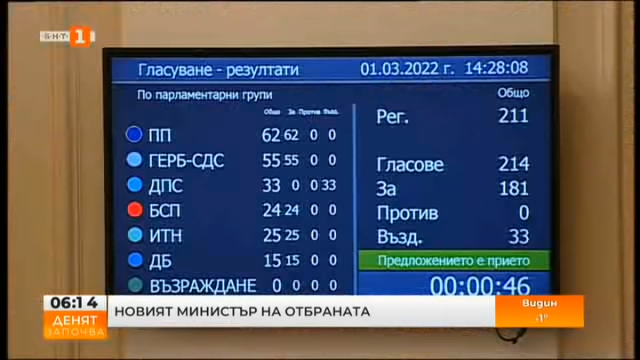 БНТ 1
Гласуване - резултати 01.03.2022 г. 14:28:08
По парламентарни групи Общо
Общо За Против Възд.
Рег. 211
ПП 62 62 0 0
ГЕРБ-СДС 55 55 0 0
ДПС 33 0 0 33
БСП 24 24 0 0
ИТН 25 25 0 0
ДБ 15 15 0 0
ВЪЗРАЖДАНЕ 0 0 0 0
Гласове 214
За 181
Против 0
Възд. 33
Предложението е прието
00:00:46
06:14
ДЕНЯТ
ЗАПОЧВА
НОВИЯТ МИНИСТЪР НА ОТБРАНАТА
Видин
-1°